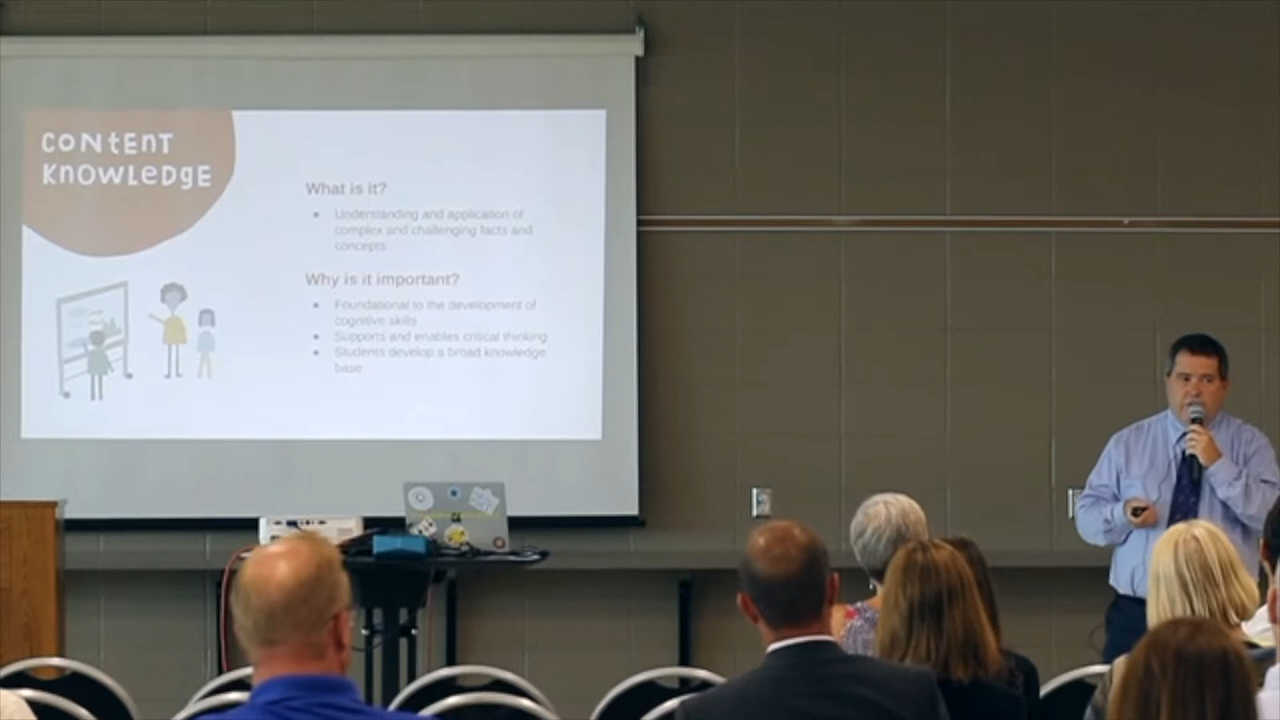 CONtEnT
KnOWLedgE
What is it?
Understanding and application of
complex and challenging facts and
concepts
Why is it important?
Foundational to the development of
cognitive skills
Supports and enables critical thinking
Students develop a broad knowledge
base